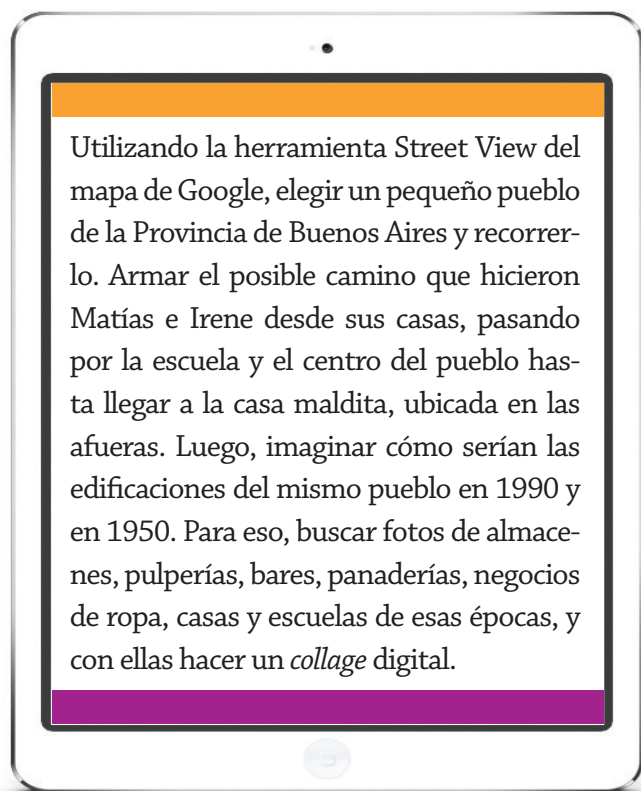 Utilizando la herramienta Street View del
mapa de Google, elegir un pequeño pueblo
de la Provincia de Buenos Aires y recorrer-
lo. Armar el posible camino que hicieron
Matías e Irene desde sus casas, pasando
por la escuela y el centro del pueblo has-
ta llegar a la casa maldita, ubicada en las
afueras. Luego, imaginar cómo serían las
edificaciones del mismo pueblo en 1990 y
en 1950. Para eso, buscar fotos de almace-
nes, pulperías, bares, panaderías, negocios
de ropa, casas y escuelas de esas épocas, y
con ellas hacer un collage digital.